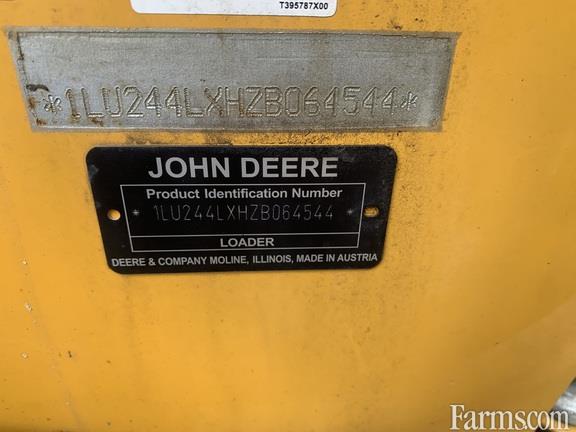 T395787X00
*1LU244LXHZB064544*
JOHN DEERE
Product Identification Number
* 1LU244LXHZB064544 *
LOADER
DEERE & COMPANY MOLINE, ILLINOIS, MADE IN AUSTRIA
Farms.com®